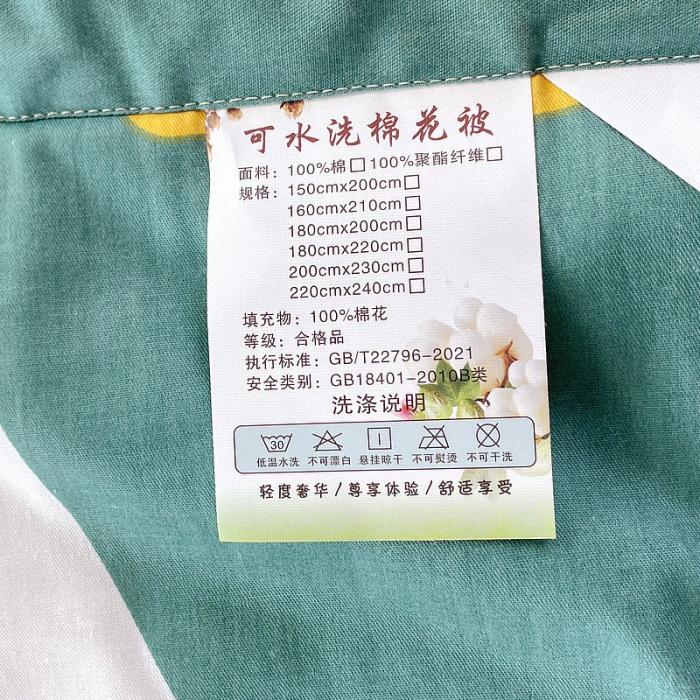 可水洗棉花被
面料：100%棉□100%聚酯纤维□
规格：150cmx200cm□
160cmx210cm□
180cmx200cm□
180cmx220cm□
200cmx230cm□
220cmx240cm□
填充物：100%棉花
等级：合格品
执行标准：GB/T22796-2021
安全类别：GB18401-2010B类
洗涤说明
30
低温水洗 不可漂白 悬挂晾干 不可熨烫 不可干洗
轻度奢华/尊享体验/舒适享受